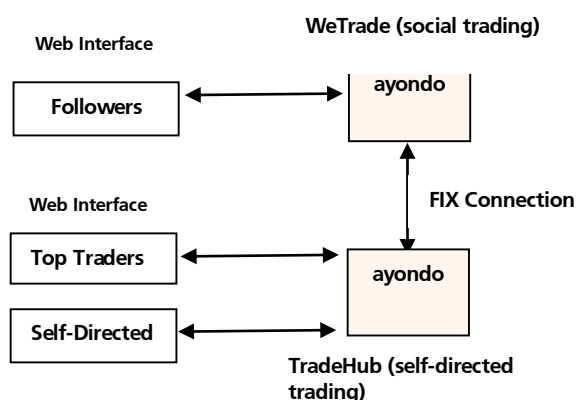 WeTrade (social trading)
Web Interface
Followers
ayondo
FIX Connection
Web Interface
Top Traders
ayondo
Self-Directed
TradeHub (self-directed
trading)